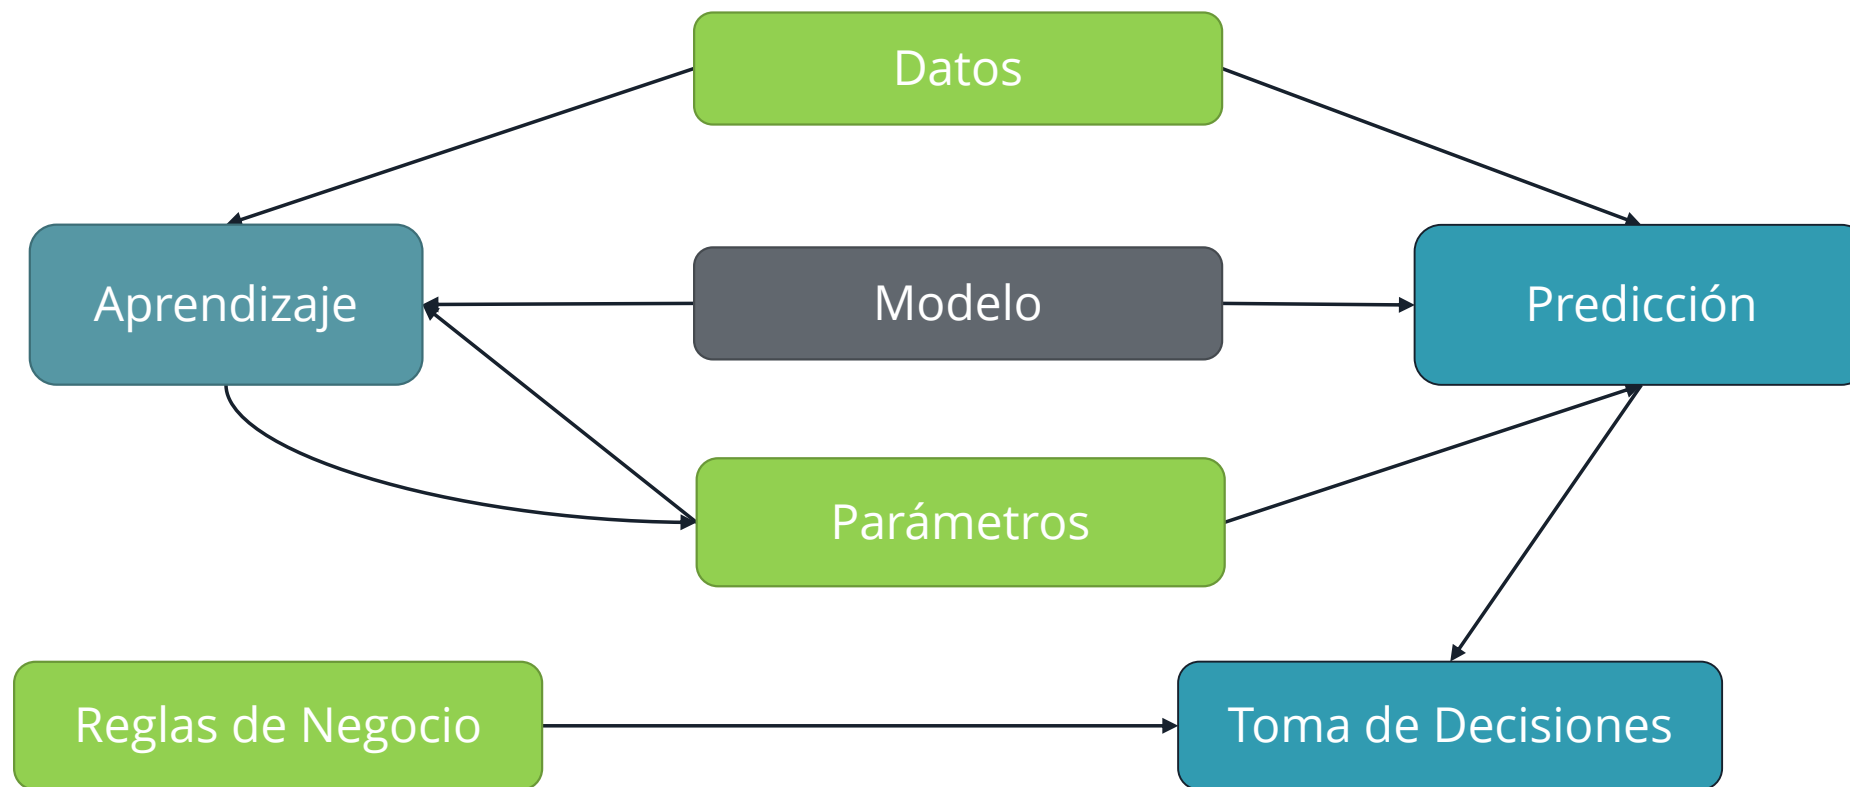 Datos
Aprendizaje
Modelo
Predicción
Parámetros
Reglas de Negocio
Toma de Decisiones